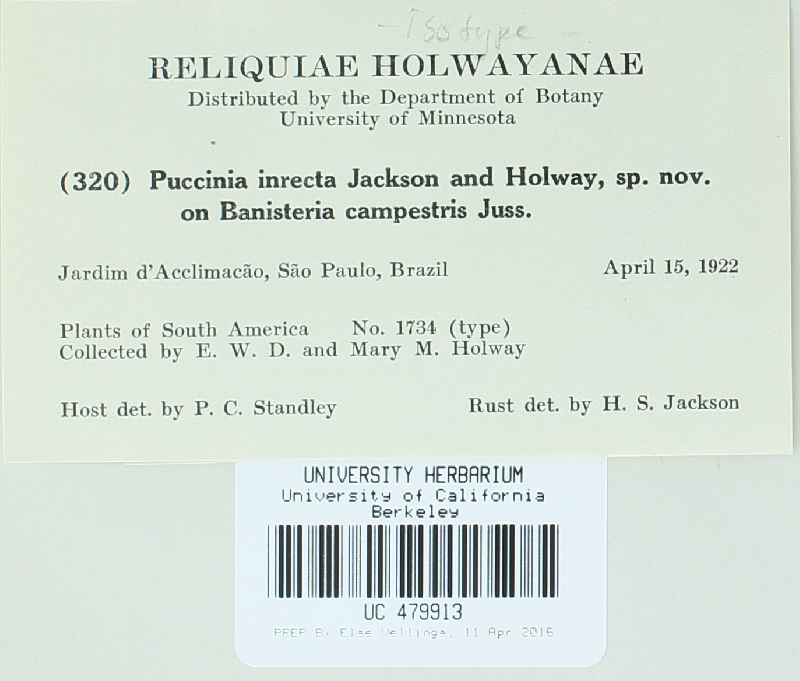 - Isotype -
RELIQUIAE HOLWAYANAE
Distributed by the Department of Botany
University of Minnesota
(320) Puccinia inrecta Jackson and Holway, sp. nov.
on Banisteria campestris Juss.
Jardim d'Acclimacão, São Paulo, Brazil April 15, 1922
Plants of South America No. 1734 (type)
Collected by E. W. D. and Mary M. Holway
Host det. by P. C. Standley Rust det. by H. S. Jackson
UNIVERSITY HERBARIUM
University of California
Berkeley
UC 479913
PREP By Else Vellinga, 11 Apr 2016